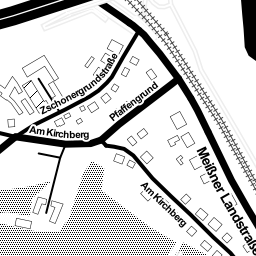 Zschonergrundstraße
Pfaffengrund
Am Kirchberg
Meißner Landstraße
Am Kirchberg